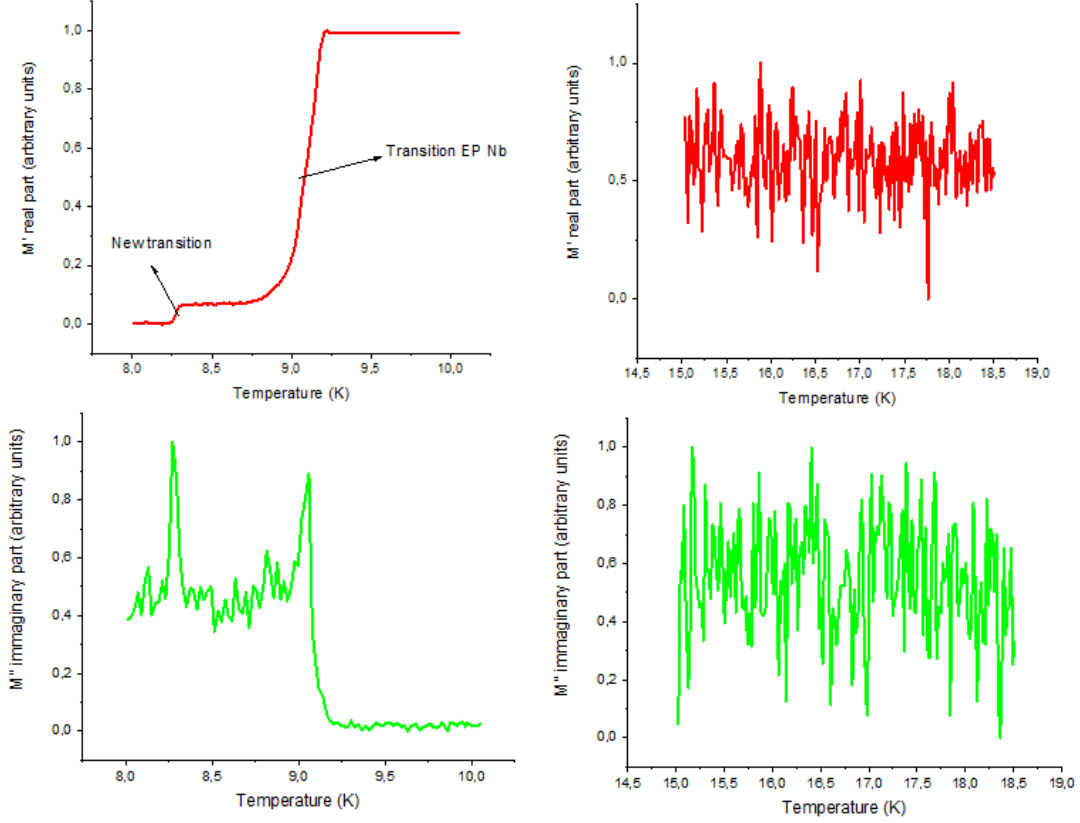 M' real part (arbitrary units)
1,0
0,8
0,6
0,4
0,2
0,0
Transition EP Nb
New transition
8,0 8,5 9,0 9,5 10,0
Temperature (K)
M' real part (arbitrary units)
1,0
0,5
0,0
14,5 15,0 15,5 16,0 16,5 17,0 17,5 18,0 18,5 19,0
Temperature (K)
M'' immaginary part (arbitrary units)
1,0
0,8
0,6
0,4
0,2
0,0
8,0 8,5 9,0 9,5 10,0
Temperature (K)
M'' immaginary part (arbitrary units)
1,0
0,8
0,6
0,4
0,2
0,0
14,5 15,0 15,5 16,0 16,5 17,0 17,5 18,0 18,5 19,0
Temperature (K)